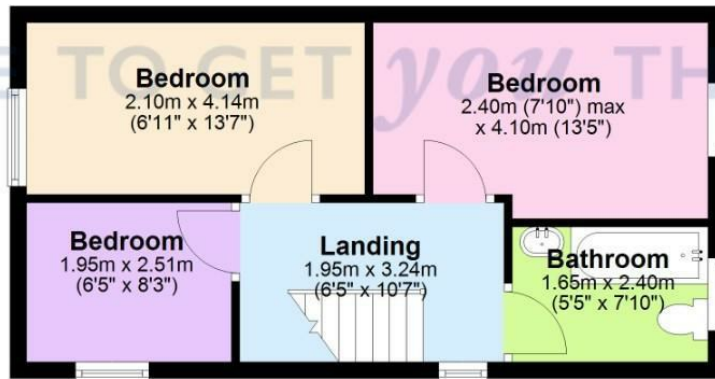 E TO GET you TH
Bedroom
2.10m x 4.14m
(6'11" x 13'7")
Bedroom
2.40m (7'10") max
x 4.10m (13'5")
Bedroom
1.95m x 2.51m
(6'5" x 8'3")
Landing
1.95m x 3.24m
(6'5" x 10'7")
Bathroom
1.65m x 2.40m
(5'5" x 7'10")